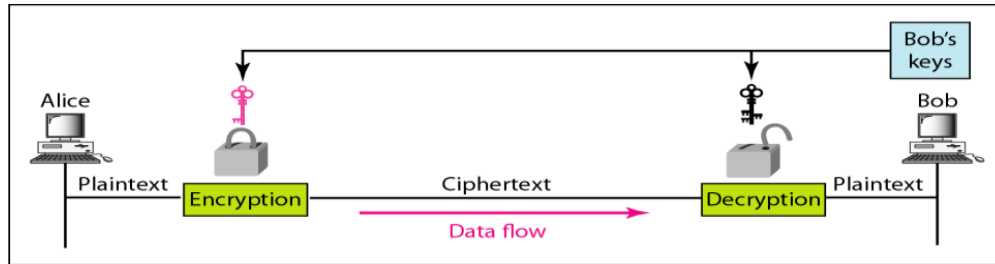 Bob's
keys
Alice
Bob
Plaintext
Encryption
Ciphertext
Decryption
Plaintext
Data flow